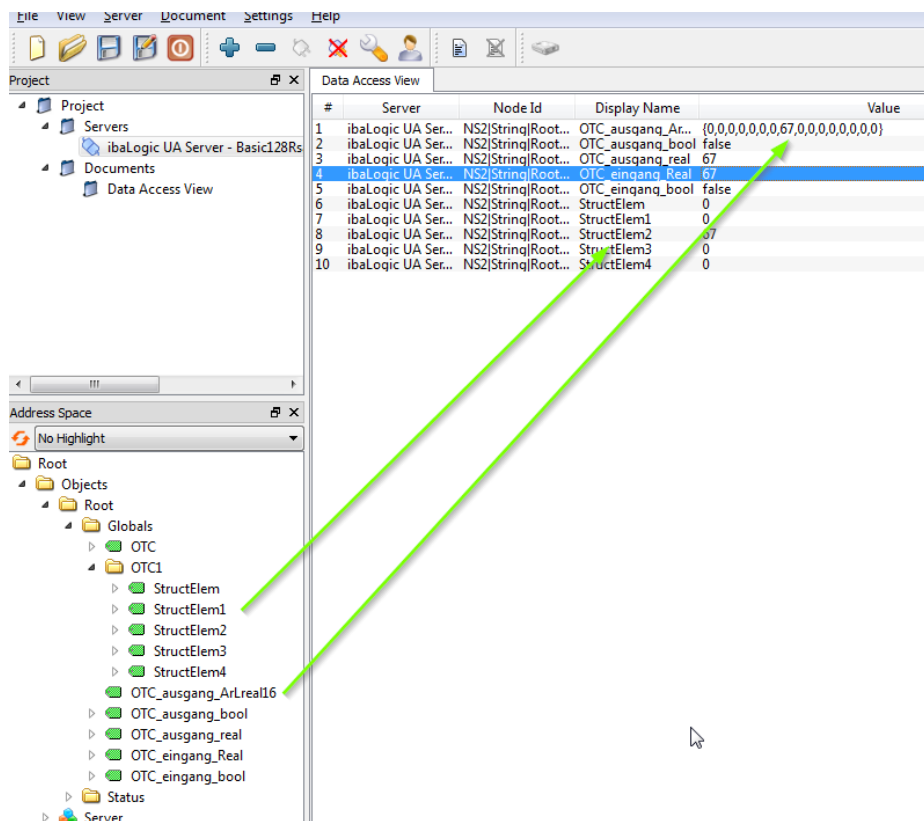 File View Server Document Settings Help
Project
Data Access View
Project
Servers
ibaLogic UA Server - Basic128Rs
Documents
Data Access View
# Server Node Id Display Name Value
1 ibaLogic UA Ser... NS2|String|Root... OTC_ausgang_Ar... {0,0,0,0,0,0,0,67,0,0,0,0,0,0,0,0}
2 ibaLogic UA Ser... NS2|String|Root... OTC_ausgang_bool false
3 ibaLogic UA Ser... NS2|String|Root... OTC_ausgang_real 67
4 ibaLogic UA Ser... NS2|String|Root... OTC_eingang_Real 67
5 ibaLogic UA Ser... NS2|String|Root... OTC_eingang_bool false
6 ibaLogic UA Ser... NS2|String|Root... StructElem 0
7 ibaLogic UA Ser... NS2|String|Root... StructElem1 0
8 ibaLogic UA Ser... NS2|String|Root... StructElem2 67
9 ibaLogic UA Ser... NS2|String|Root... StructElem3 0
10 ibaLogic UA Ser... NS2|String|Root... StructElem4 0
Address Space
No Highlight
Root
Objects
Root
Globals
OTC
OTC1
StructElem
StructElem1
StructElem2
StructElem3
StructElem4
OTC_ausgang_ArLreal16
OTC_ausgang_bool
OTC_ausgang_real
OTC_eingang_Real
OTC_eingang_bool
Status
Server